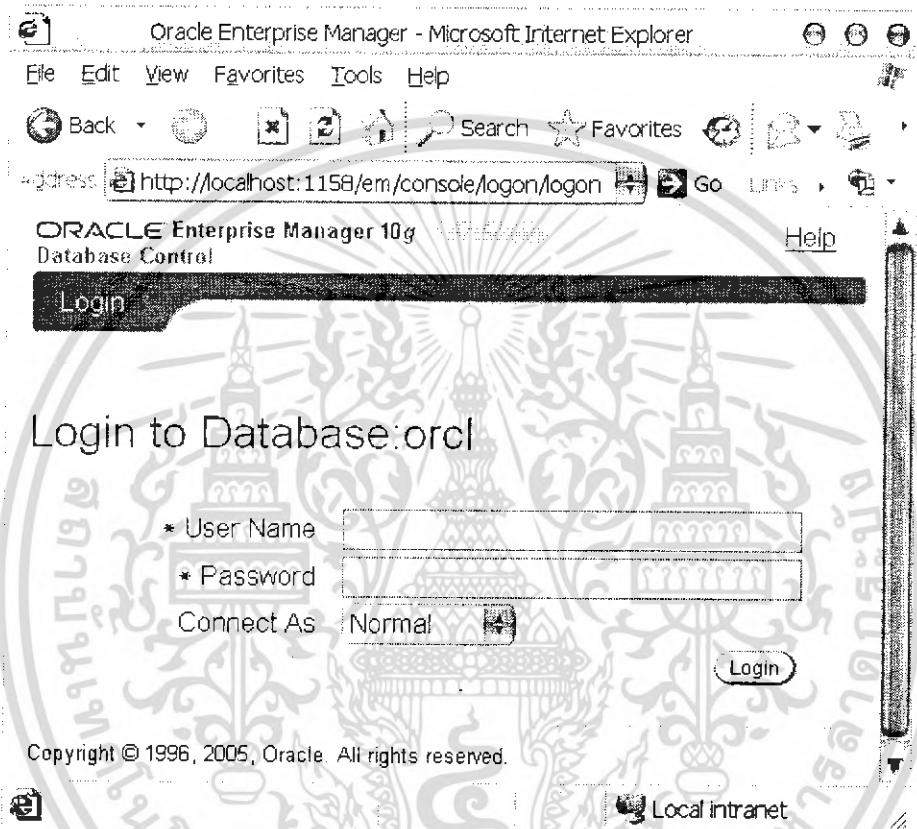 Oracle Enterprise Manager - Microsoft Internet Explorer
File Edit View Favorites Tools Help
Back Search Favorites
Address http://localhost:1158/em/console/logon/logon Go Links
ORACLE Enterprise Manager 10g Help
Database Control
Login
Login to Database:orcl
* User Name
* Password
Connect As Normal
Login
Copyright © 1996, 2005, Oracle. All rights reserved.
Local intranet